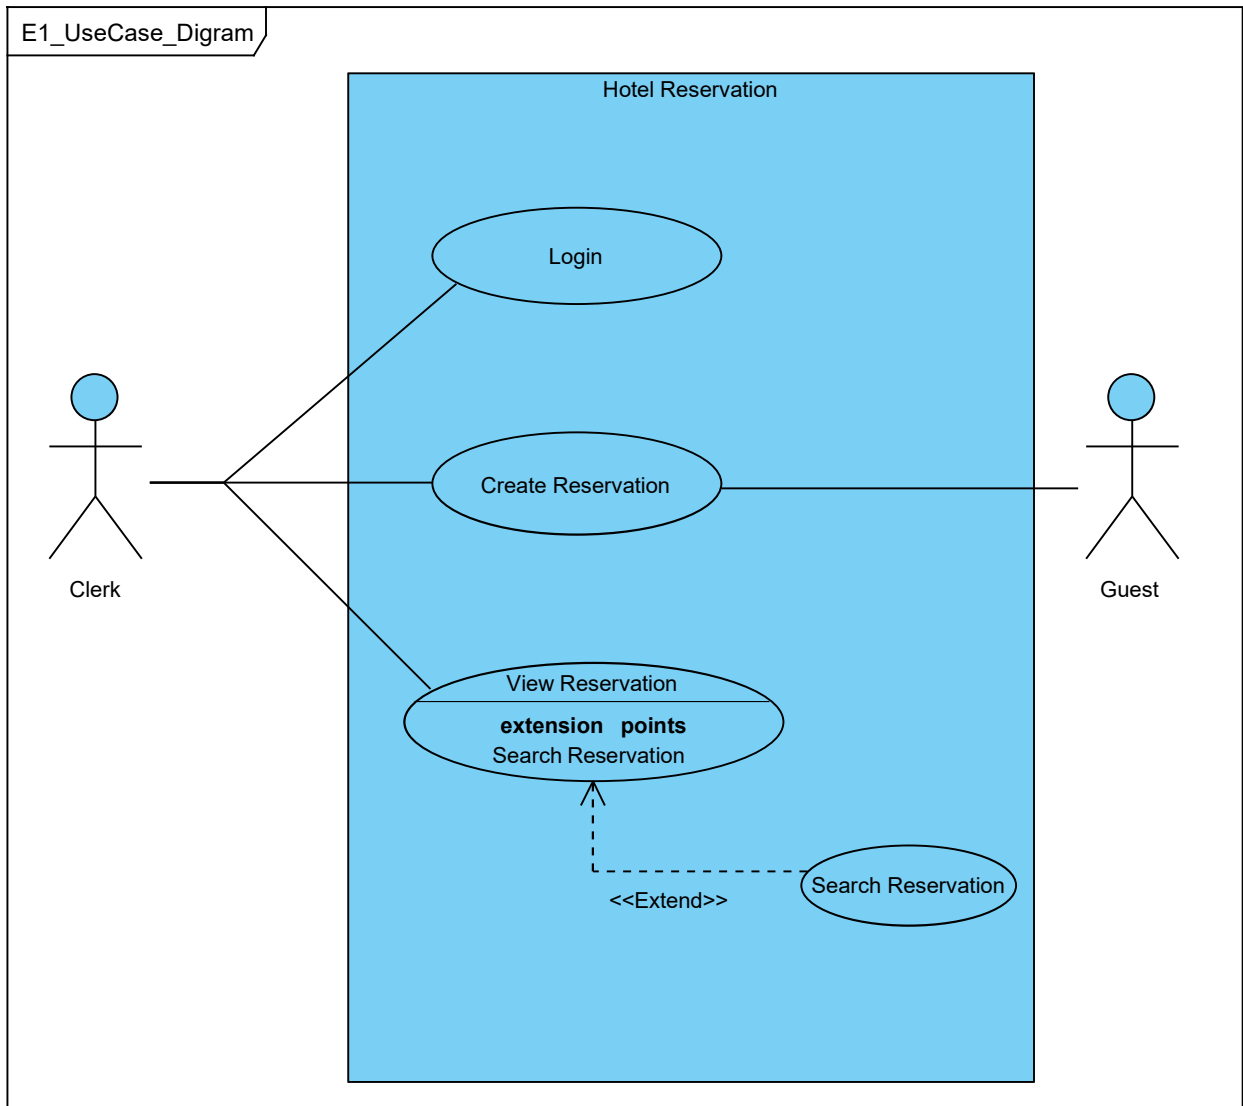 E1_UseCase_Digram
Hotel Reservation
Login
Create Reservation
Clerk
Guest
View Reservation
extension points
Search Reservation
Search Reservation
<<Extend>>